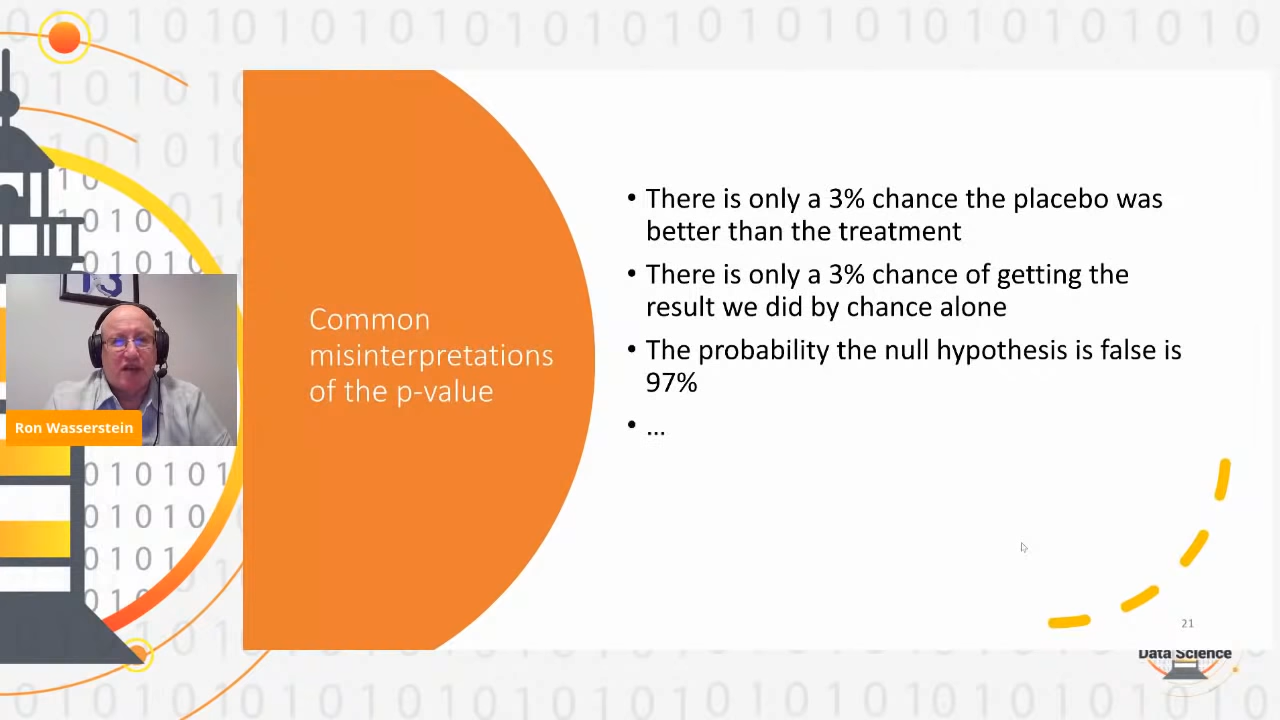 Common
misinterpretations
of the p-value
• There is only a 3% chance the placebo was
better than the treatment
• There is only a 3% chance of getting the
result we did by chance alone
• The probability the null hypothesis is false is
97%
• ...
Ron Wasserstein
21
Data Science